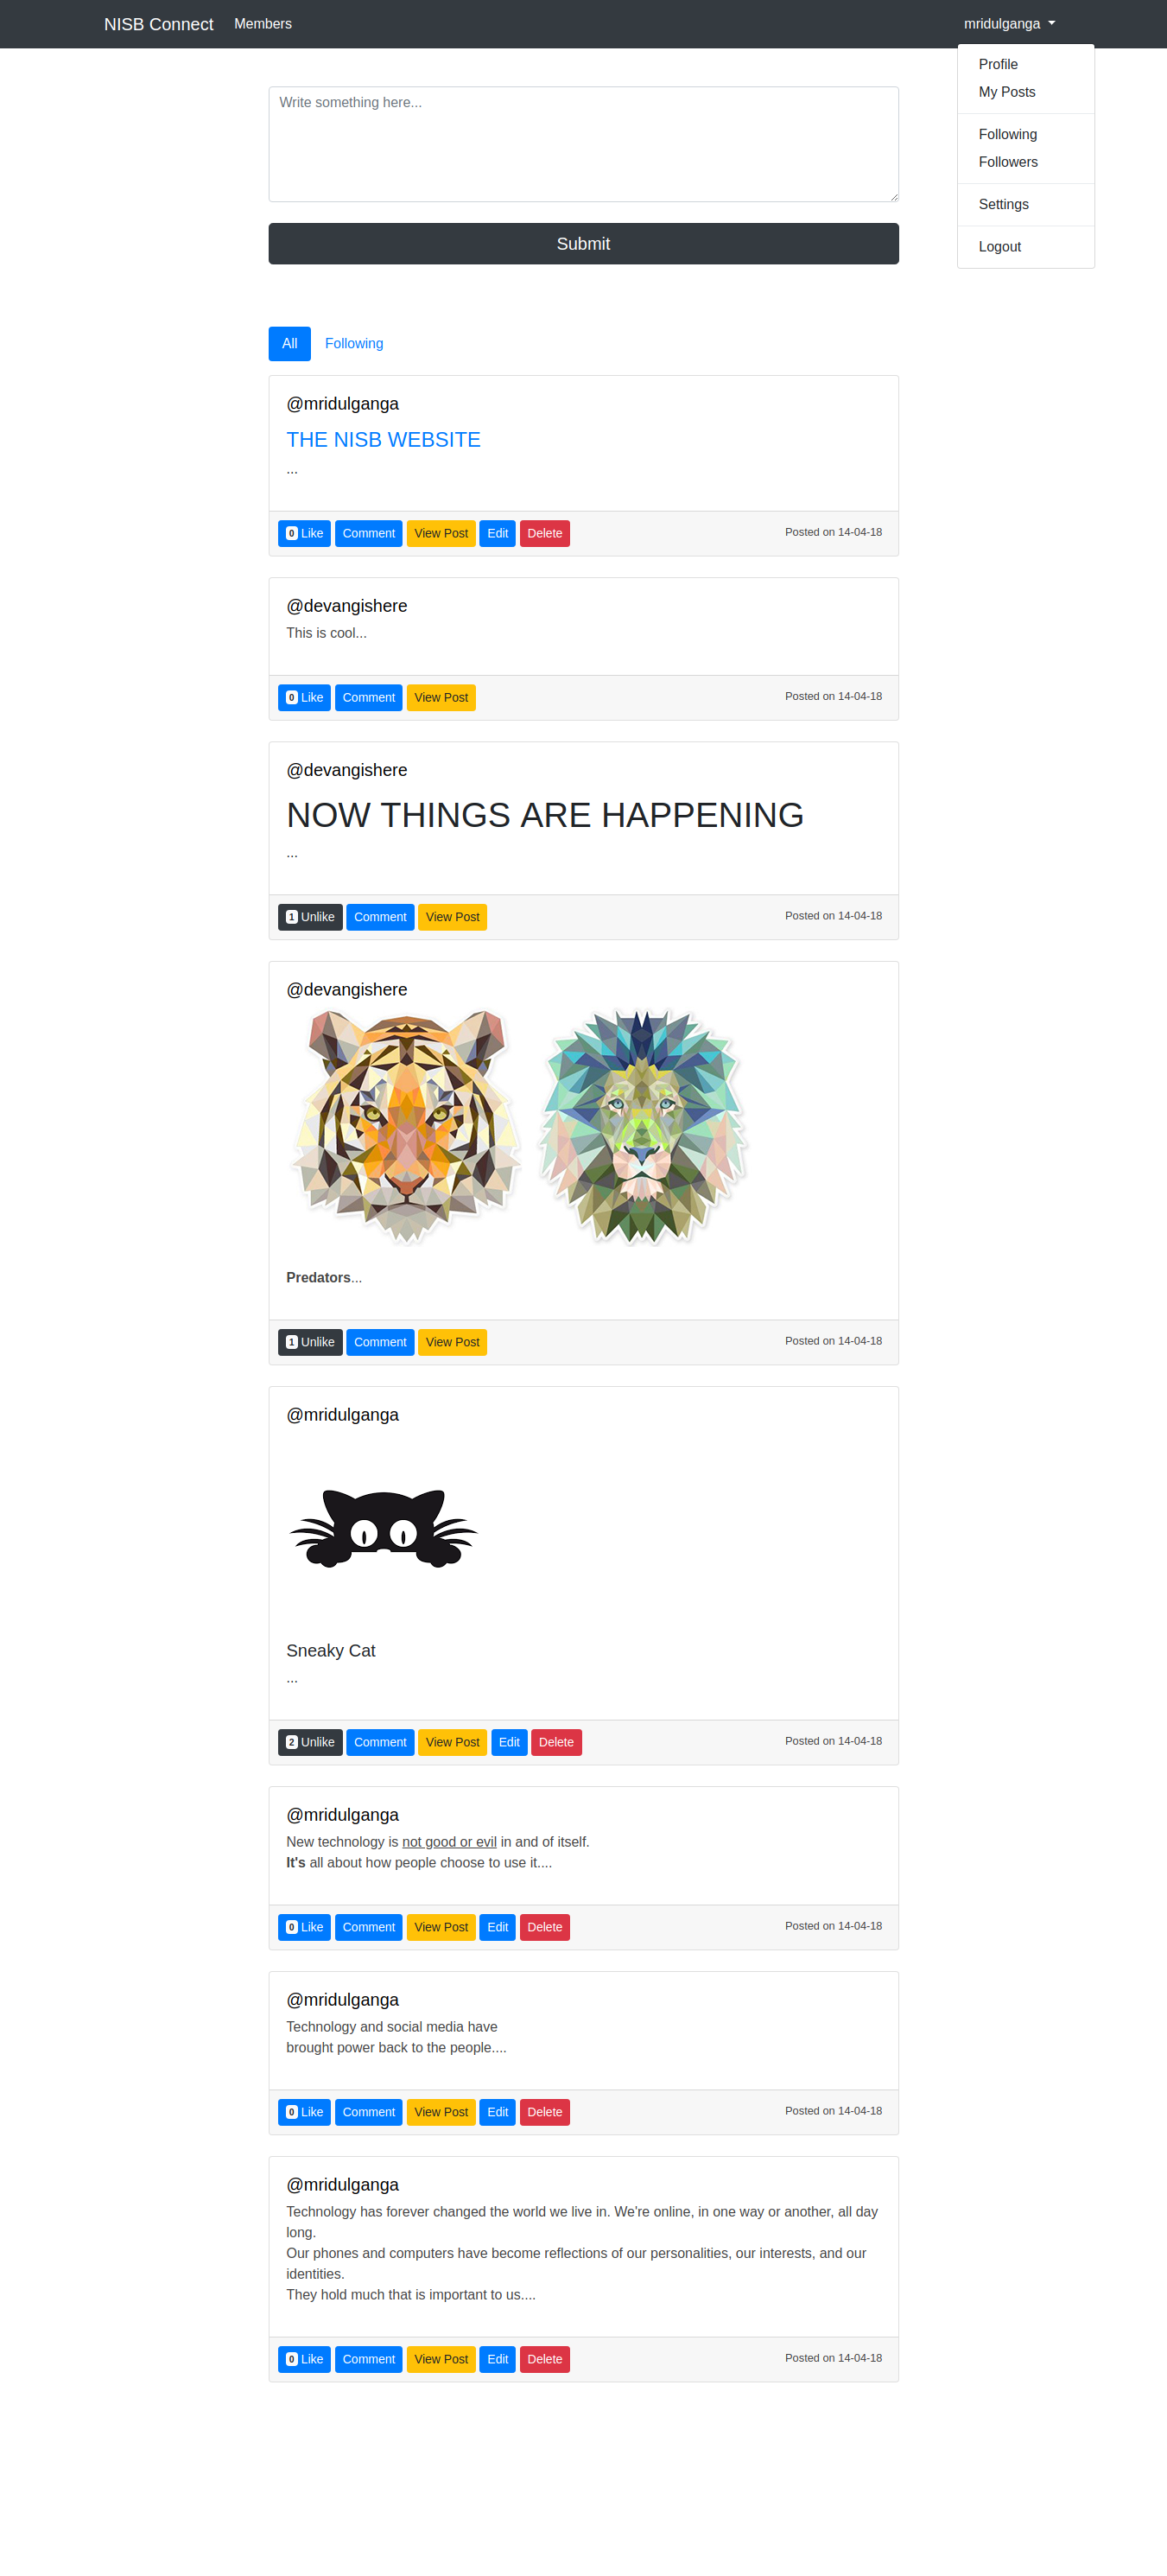 NISB Connect Members mridulganga
Profile
My Posts
Following
Followers
Settings
Logout
Write something here...
Submit
All Following
@mridulganga
THE NISB WEBSITE
...
0 Like Comment View Post Edit Delete Posted on 14-04-18
@devangishere
This is cool...
0 Like Comment View Post Posted on 14-04-18
@devangishere
NOW THINGS ARE HAPPENING
...
1 Unlike Comment View Post Posted on 14-04-18
@devangishere
Predators...
1 Unlike Comment View Post Posted on 14-04-18
@mridulganga
Sneaky Cat
...
2 Unlike Comment View Post Edit Delete Posted on 14-04-18
@mridulganga
New technology is not good or evil in and of itself.
It's all about how people choose to use it....
0 Like Comment View Post Edit Delete Posted on 14-04-18
@mridulganga
Technology and social media have
brought power back to the people....
0 Like Comment View Post Edit Delete Posted on 14-04-18
@mridulganga
Technology has forever changed the world we live in. We're online, in one way or another, all day
long.
Our phones and computers have become reflections of our personalities, our interests, and our
identities.
They hold much that is important to us....
0 Like Comment View Post Edit Delete Posted on 14-04-18